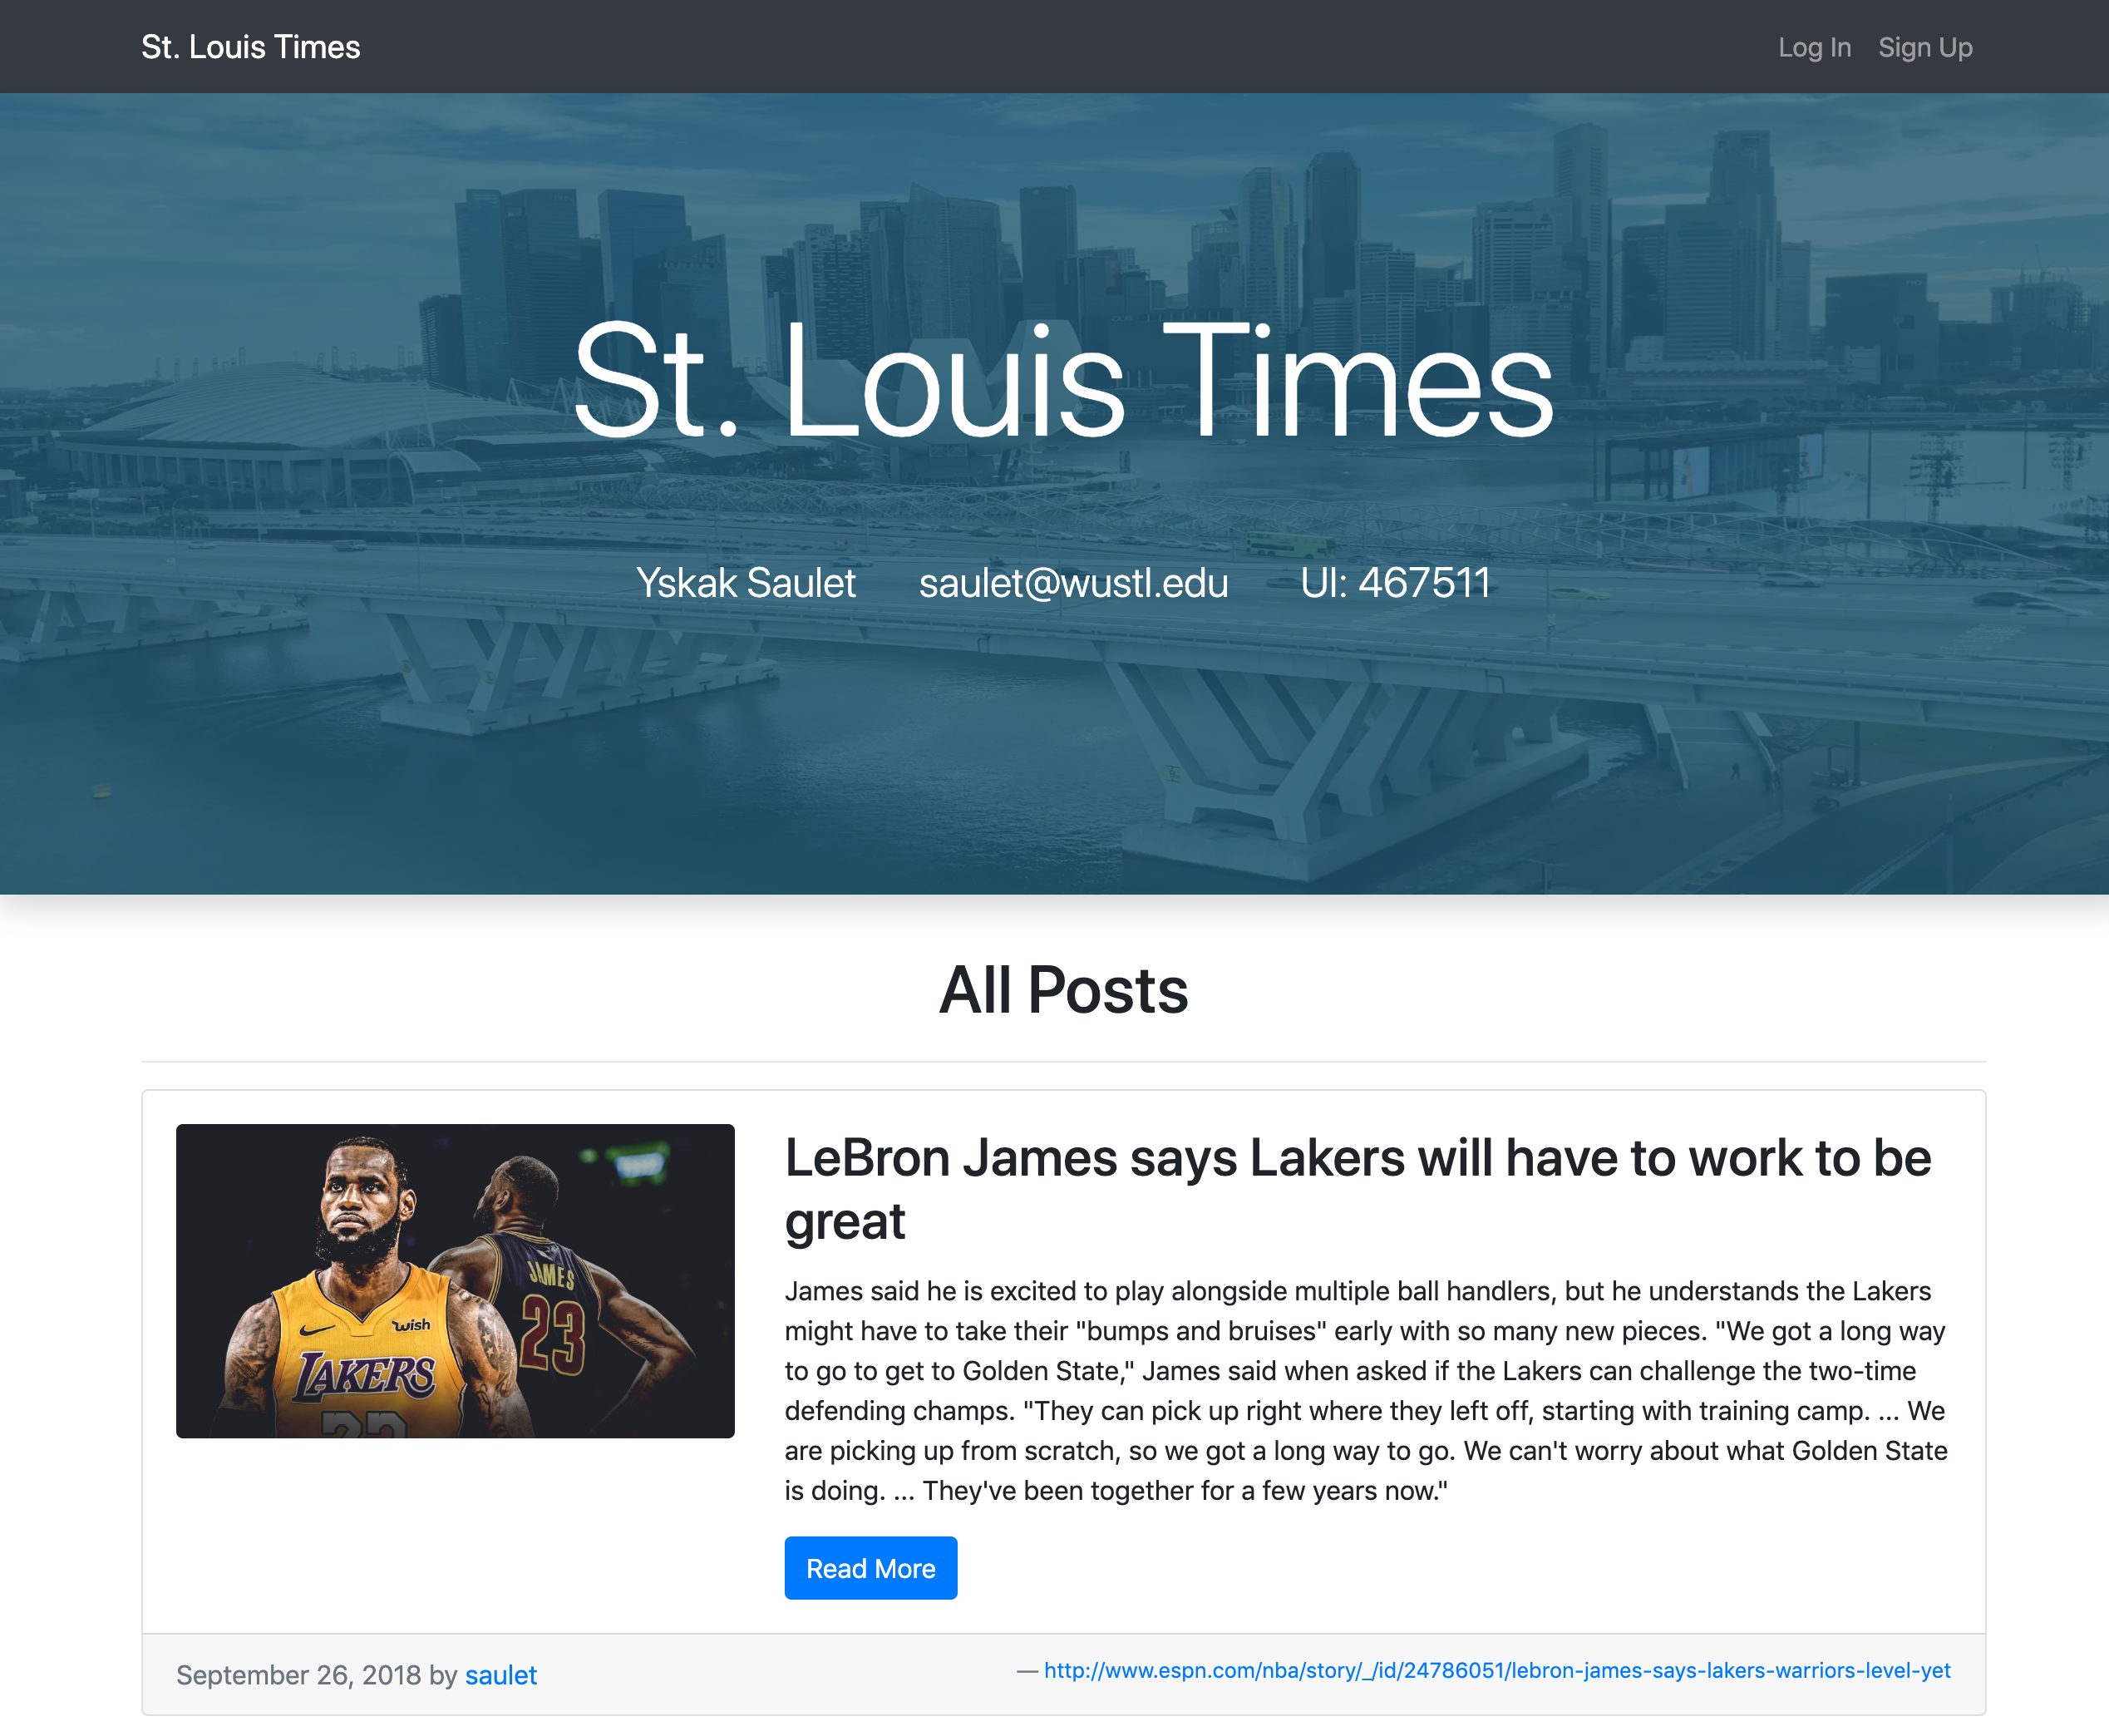 St. Louis Times
Log In Sign Up
St. Louis Times
Yskak Saulet saulet@wustl.edu UI: 467511
All Posts
LeBron James says Lakers will have to work to be
great
James said he is excited to play alongside multiple ball handlers, but he understands the Lakers
might have to take their "bumps and bruises" early with so many new pieces. "We got a long way
to go to get to Golden State," James said when asked if the Lakers can challenge the two-time
defending champs. "They can pick up right where they left off, starting with training camp. ... We
are picking up from scratch, so we got a long way to go. We can't worry about what Golden State
is doing. ... They've been together for a few years now."
JAMES
23
wish
LAKERS
23
Read More
September 26, 2018 by saulet
— http://www.espn.com/nba/story/_/id/24786051/lebron-james-says-lakers-warriors-level-yet